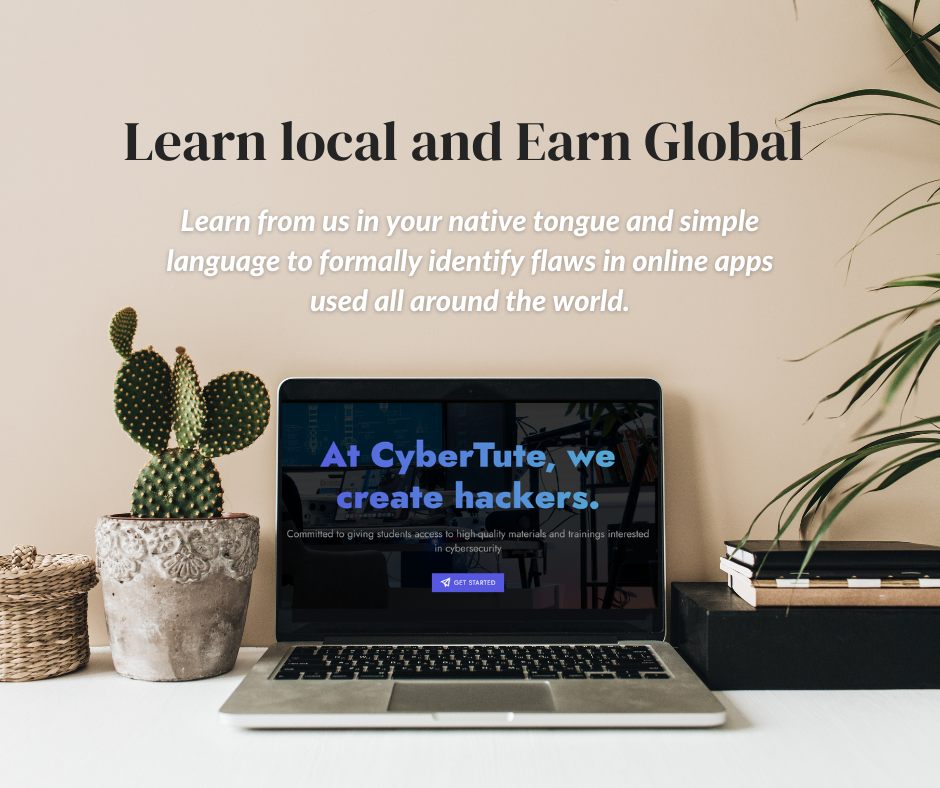 Learn local and Earn Global
Learn from us in your native tongue and simple
language to formally identify flaws in online apps
used all around the world.
At CyberTute, we
create hackers.
Committed to giving students access to high-quality materials and trainings interested
in cybersecurity
GET STARTED